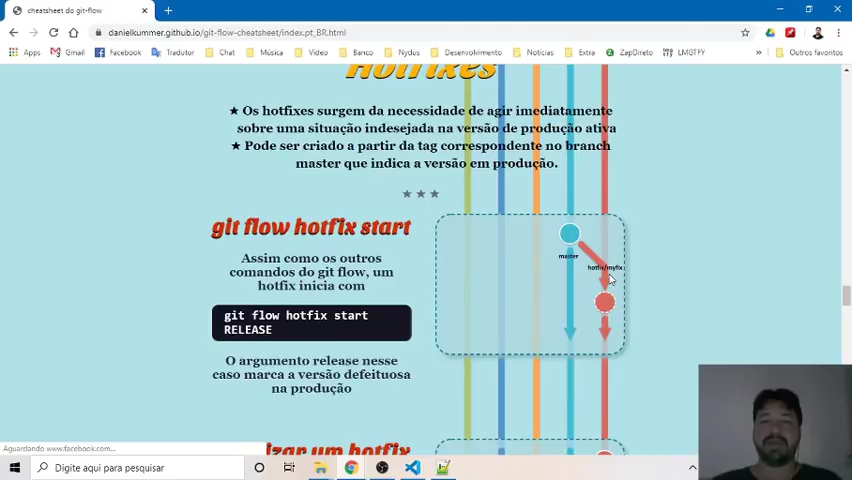 cheatsheet do git-flow
danielkummer.github.io/git-flow-cheatsheet/index.pt_BR.html
Apps Gmail Facebook Tradutor Chat Música Vídeo Banco Nydus Desenvolvimento Notícias Extra ZapDireto LMGTFY Outros favoritos
Hotfixes
★ Os hotfixes surgem da necessidade de agir imediatamente
sobre uma situação indesejada na versão de produção ativa
★ Pode ser criado a partir da tag correspondente no branch
master que indica a versão em produção.
★ ★ ★
git flow hotfix start
Assim como os outros
comandos do git flow, um
hotfix inicia com
git flow hotfix start
RELEASE
O argumento release nesse
caso marca a versão defeituosa
na produção
master
hotfix/myfix
izar um hotfix
Aguardando www.facebook.com...
Digite aqui para pesquisar